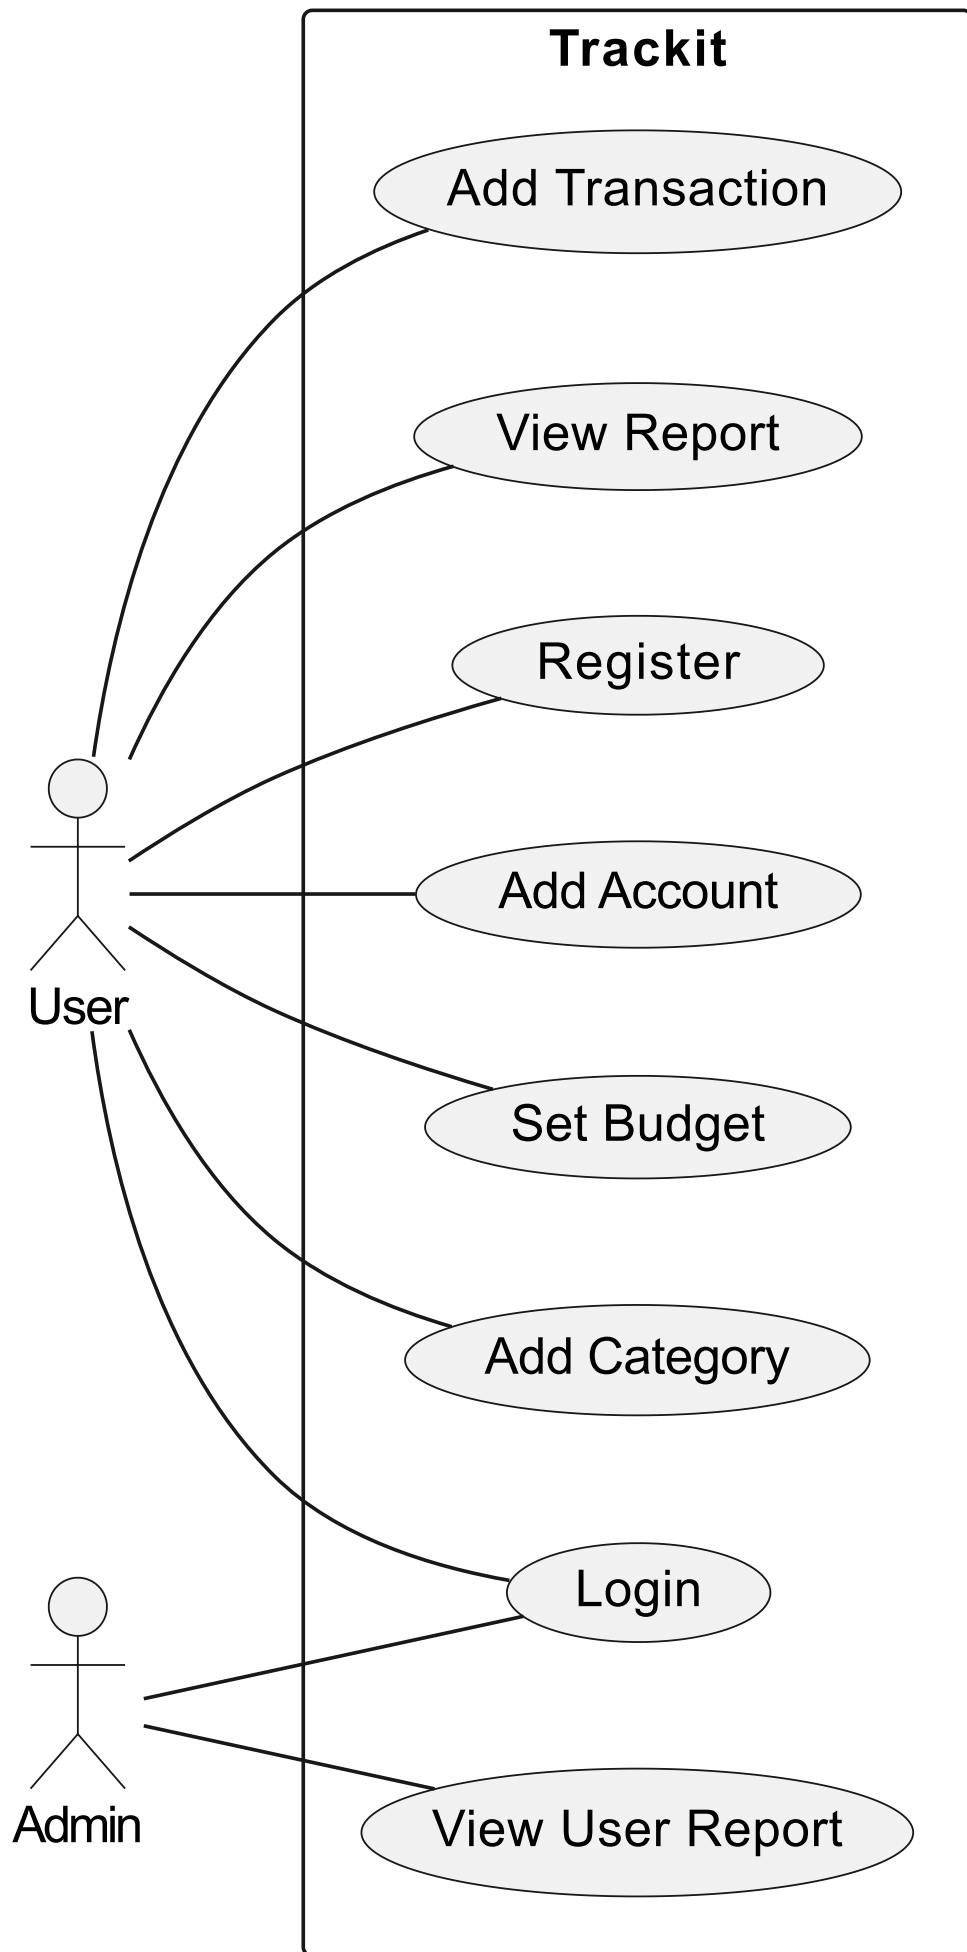 Trackit
Add Transaction
View Report
Register
Add Account
Set Budget
User
Add Category
Login
Admin
View User Report